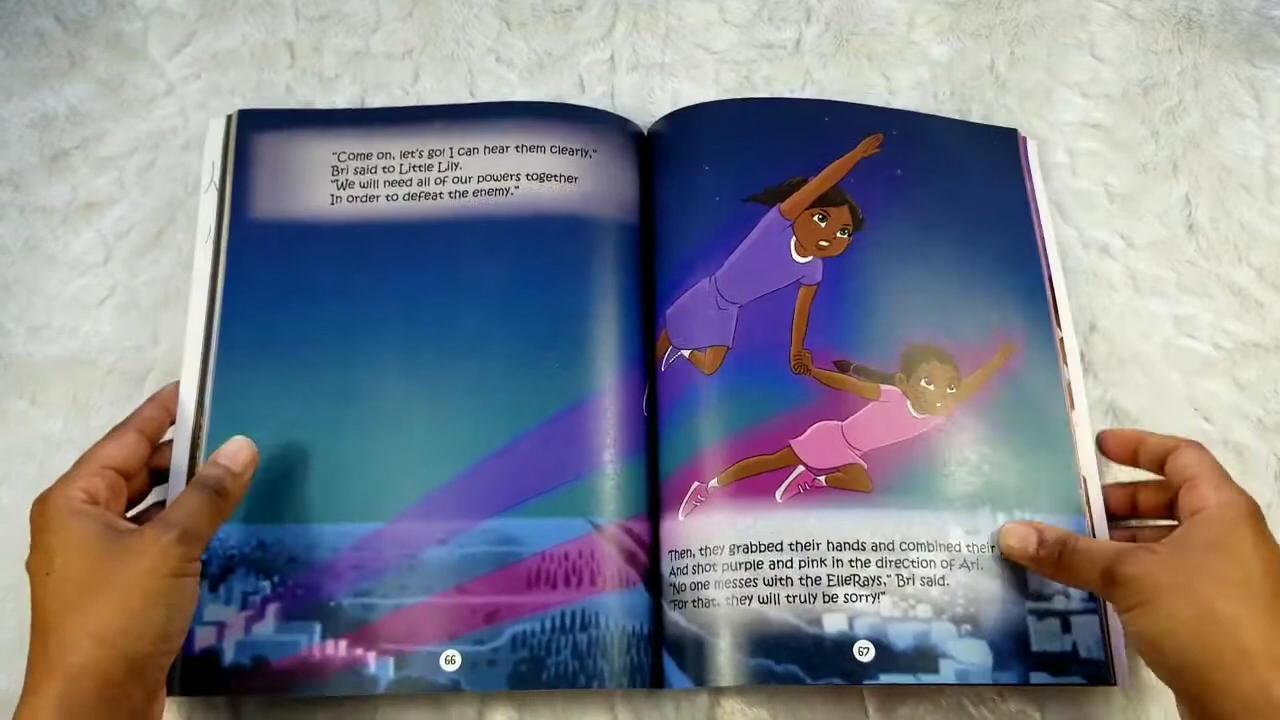 "Come on, let's go! I can hear them clearly,"
Bri said to Little Lily.
"We will need all of our powers together
In order to defeat the enemy."
66
Then, they grabbed their hands and combined their
And shot purple and pink in the direction of Ari.
"No one messes with the ElleRays," Bri said.
"For that, they will truly be sorry!"
67